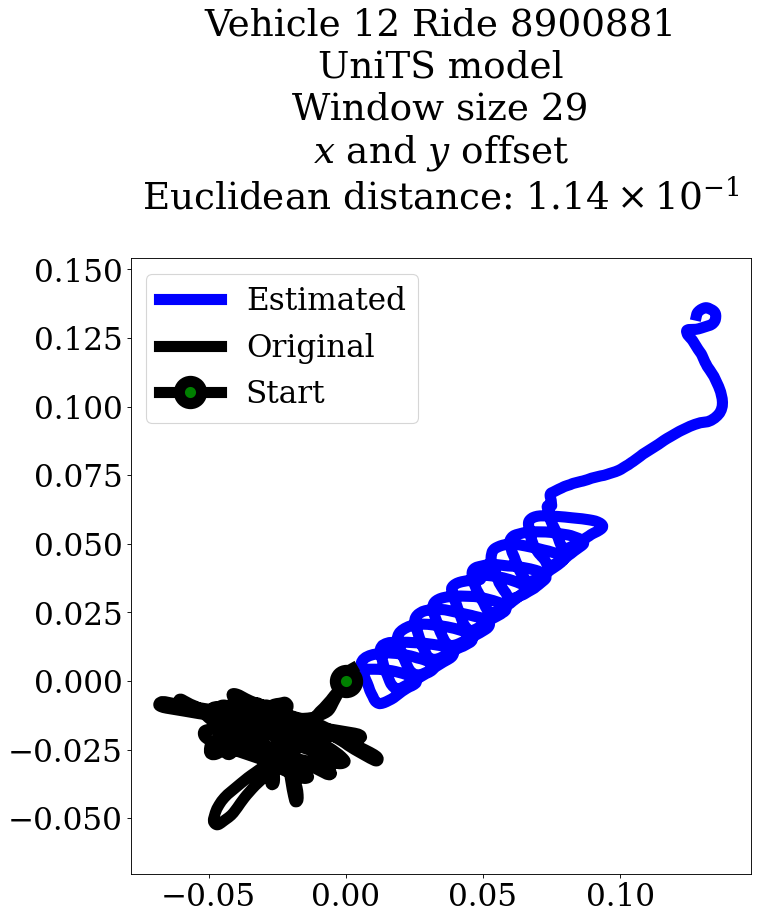 Vehicle 12 Ride 8900881
UniTS model
Window size 29
x and y offset
Euclidean distance: 1.14 × 10⁻¹
0.150
0.125
0.100
0.075
0.050
0.025
0.000
−0.025
−0.050
Estimated
Original
Start
−0.05 0.00 0.05 0.10